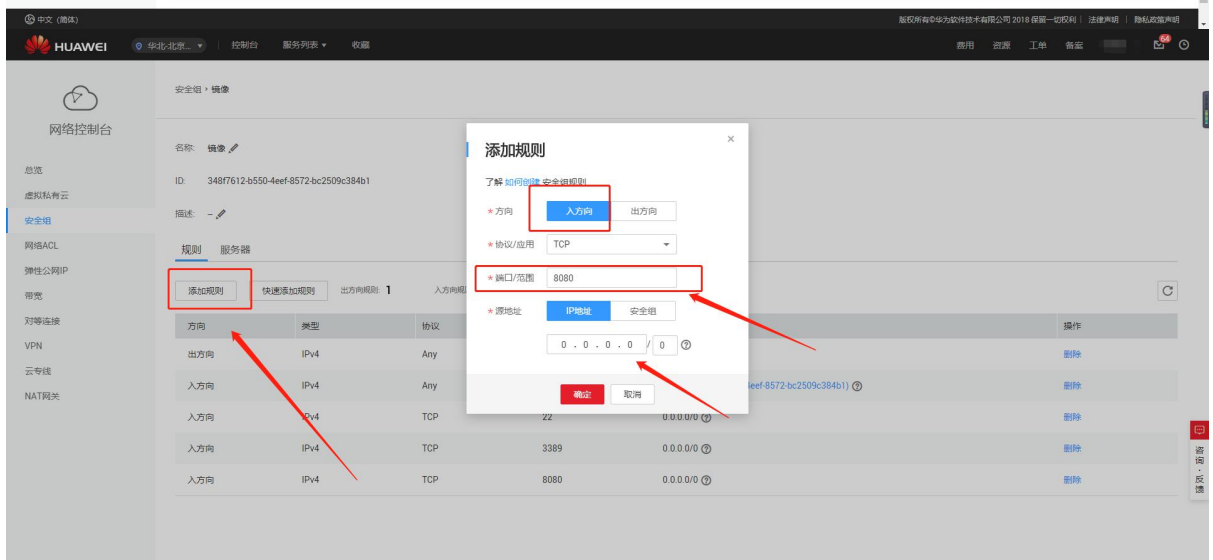 中文 (简体)
版权所有©华为软件技术有限公司 2018 保留一切权利 | 法律声明 | 隐私政策声明
HUAWEI
华北-北京... 控制台 服务列表 收藏
费用 资源 工单 备案
64
网络控制台
总览
虚拟私有云
安全组
网络ACL
弹性公网IP
带宽
对等连接
VPN
云专线
NAT网关
安全组 › 镜像
名称: 镜像
ID: 348f7612-b550-4eef-8572-bc2509c384b1
描述: --
规则 服务器
添加规则 快速添加规则 出方向规则: 1 入方向规
方向 类型 协议 操作
出方向 IPv4 Any 删除
入方向 IPv4 Any eef-8572-bc2509c384b1) 删除
入方向 IPv4 TCP 22 0.0.0.0/0 删除
入方向 IPv4 TCP 3389 0.0.0.0/0 删除
入方向 IPv4 TCP 8080 0.0.0.0/0 删除
添加规则 ×
了解 如何创建 安全组规则
* 方向 入方向 出方向
* 协议/应用 TCP
* 端口/范围 8080
* 源地址 IP地址 安全组
0 . 0 . 0 . 0 / 0
确定 取消
咨询·反馈